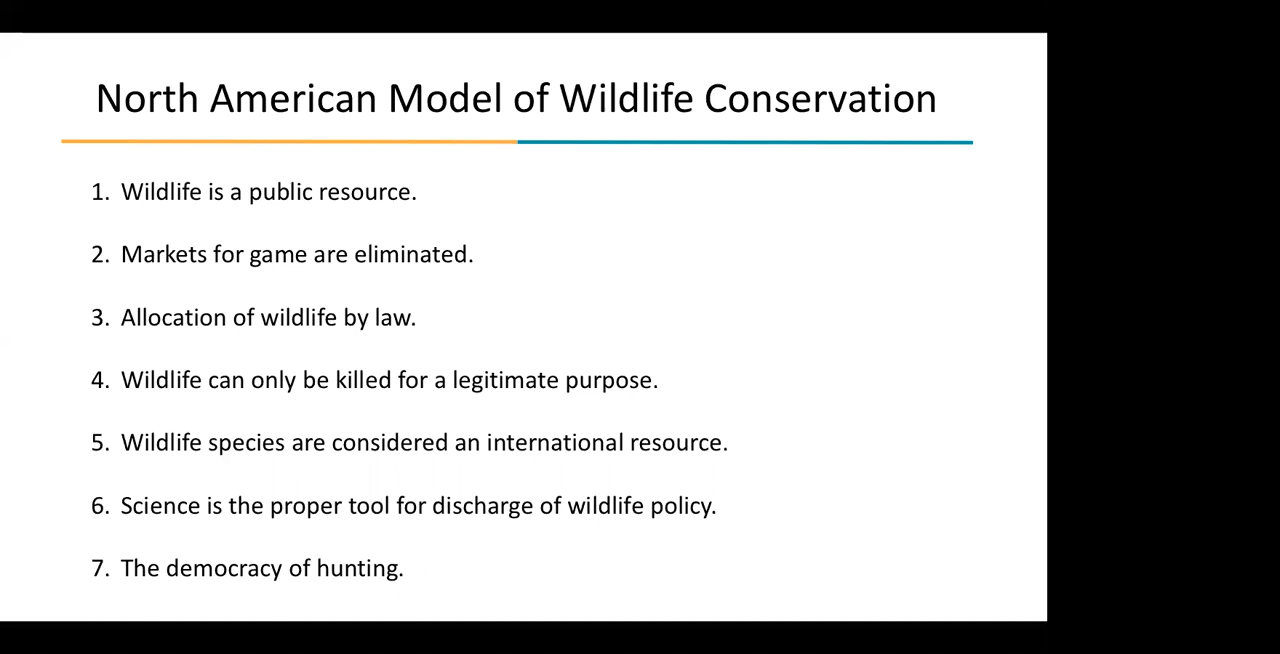 North American Model of Wildlife Conservation
1. Wildlife is a public resource.
2. Markets for game are eliminated.
3. Allocation of wildlife by law.
4. Wildlife can only be killed for a legitimate purpose.
5. Wildlife species are considered an international resource.
6. Science is the proper tool for discharge of wildlife policy.
7. The democracy of hunting.